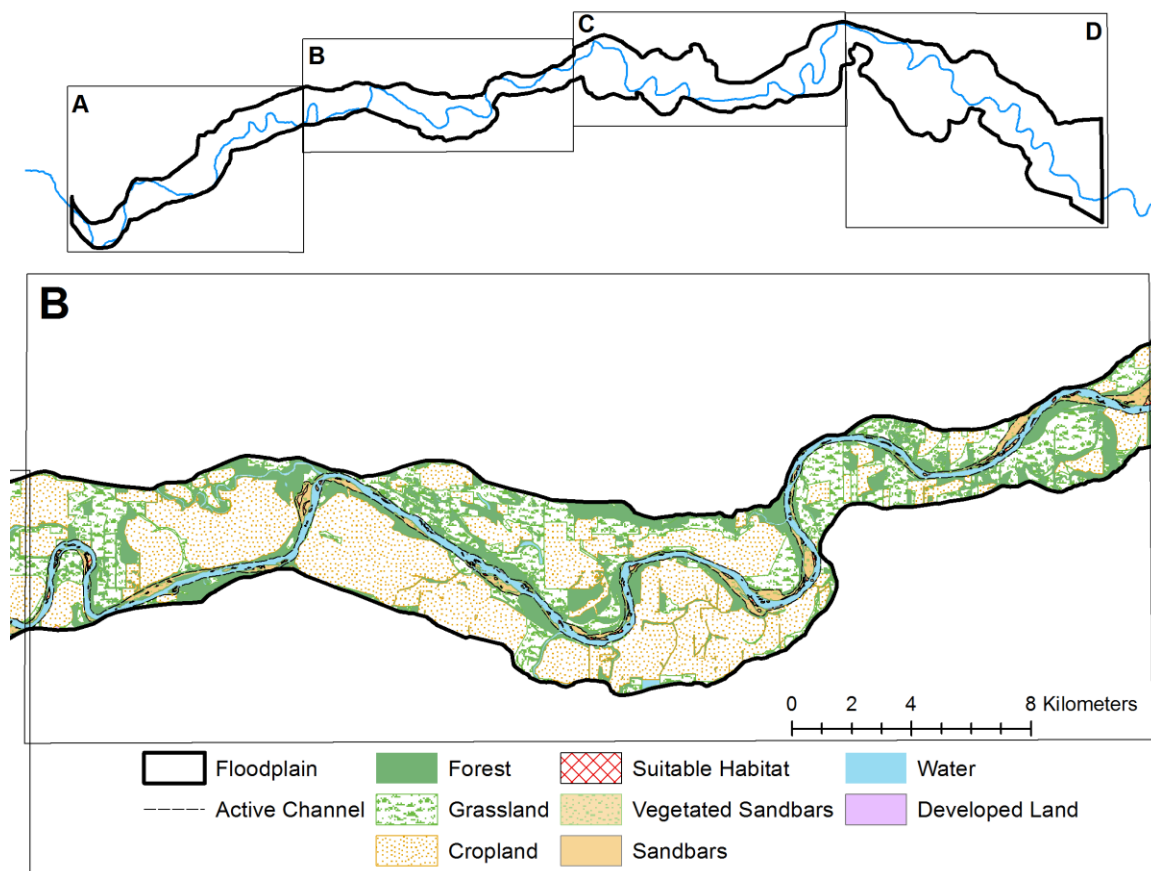 A
B
C
D
B
0 2 4 8 Kilometers
Floodplain Forest Suitable Habitat Water
Active Channel Grassland Vegetated Sandbars Developed Land
Cropland Sandbars